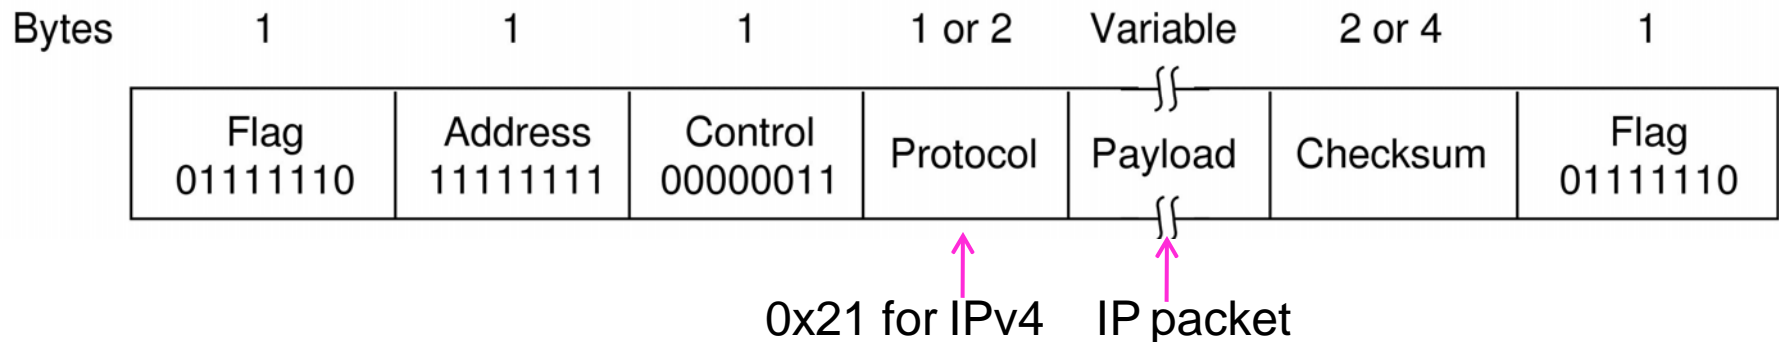 Bytes 1 1 1 1 or 2 Variable 2 or 4 1
Flag Address Control Protocol Payload Checksum Flag
01111110 11111111 00000011 01111110
0x21 for IPv4 IP packet